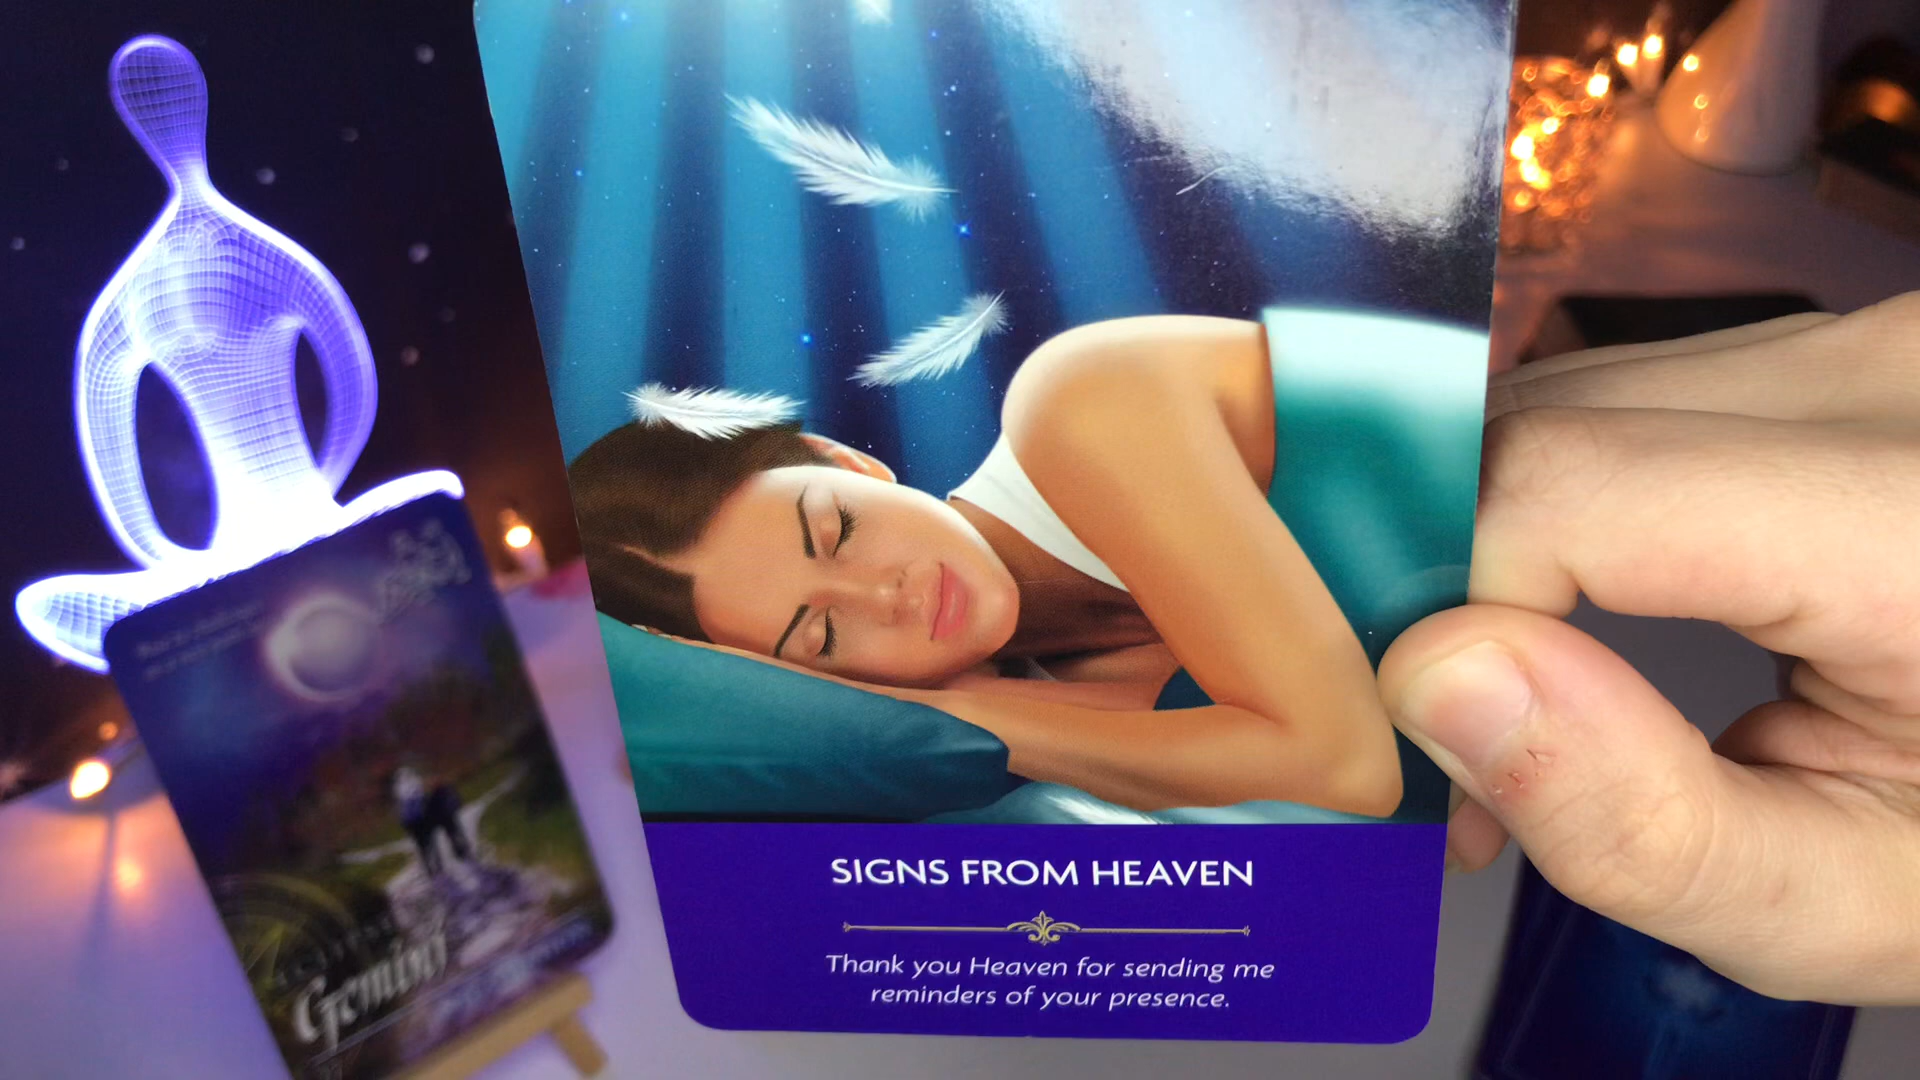 SIGNS FROM HEAVEN
Thank you Heaven for sending me
reminders of your presence.
Gemini